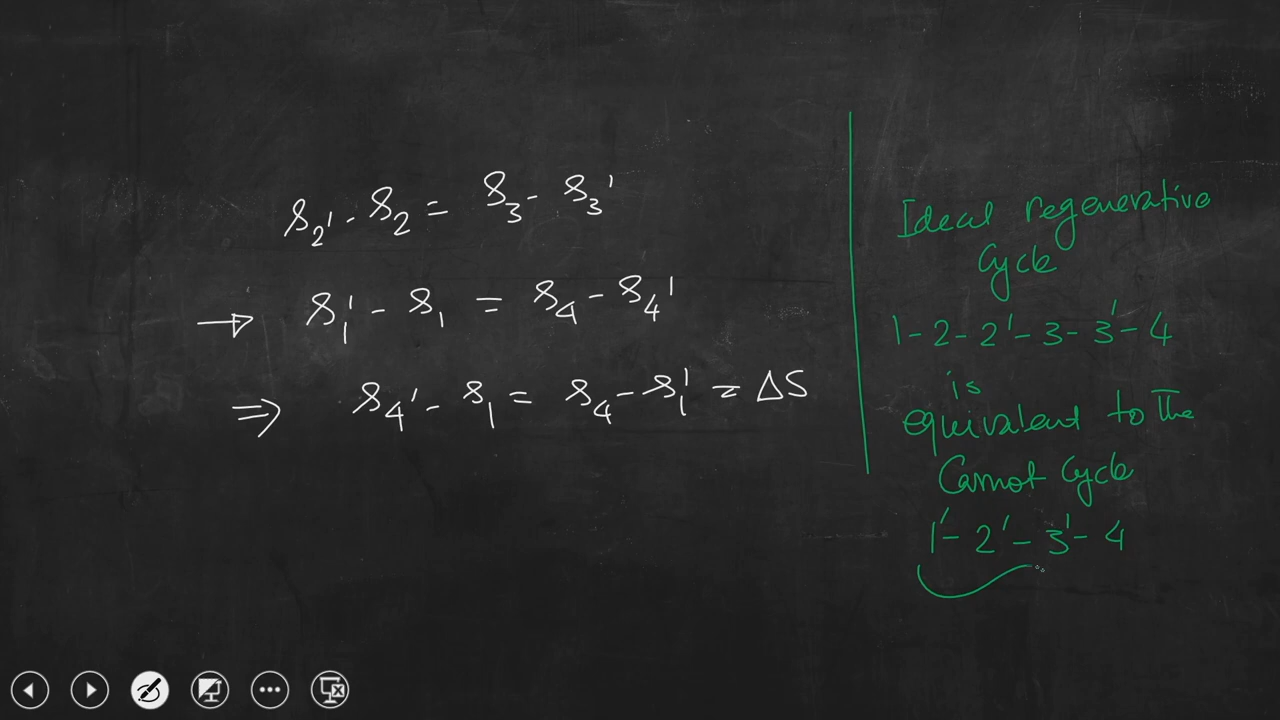 s₂' - s₂ = s₃ - s₃'
→ s₁' - s₁ = s₄ - s₄'
⇒ s₄' - s₁ = s₄ - s₁' = ΔS
Ideal regenerative
Cycle
1 - 2 - 2' - 3 - 3' - 4
is
equivalent to the
Carnot Cycle
1' - 2' - 3' - 4